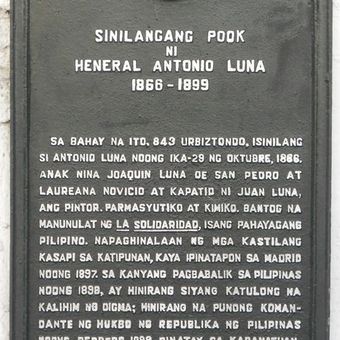 SINILANGANG POOK
NI
HENERAL ANTONIO LUNA
1866-1899
SA BAHAY NA ITO, 843 URBIZTONDO, ISINILANG
SI ANTONIO LUNA NOONG IKA-29 NG OKTUBRE, 1866.
ANAK NINA JOAQUIN LUNA DE SAN PEDRO AT
LAUREANA NOVICIO AT KAPATID NI JUAN LUNA,
ANG PINTOR. PARMASYUTIKO AT KIMIKO. BANTOG NA
MANUNULAT NG LA SOLIDARIDAD, ISANG PAHAYAGANG
PILIPINO. NAPAGHINALAAN NG MGA KASTILANG
KASAPI SA KATIPUNAN, KAYA IPINATAPON SA MADRID
NOONG 1897. SA KANYANG PAGBABALIK SA PILIPINAS
NOONG 1898, AY HINIRANG SIYANG KATULONG NA
KALIHIM NG DIGMA; HINIRANG NA PUNONG KOMAN-
DANTE NG HUKBO NG REPUBLIKA NG PILIPINAS